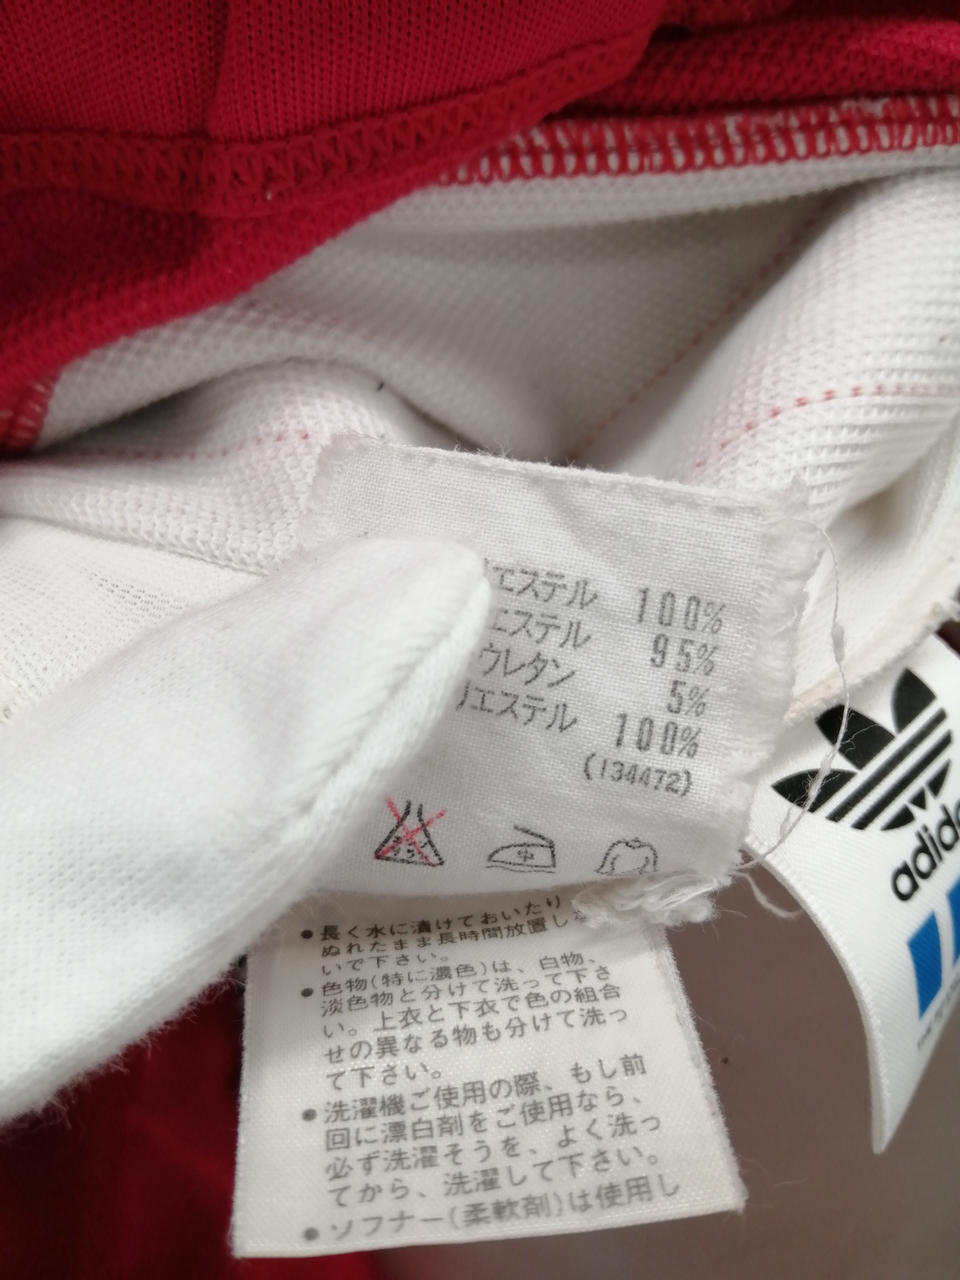 エステル 100%
エステル 95%
ウレタン 5%
リエステル 100%
(134472)
中
●長く水に漬けておいたり
ぬれたまま長時間放置し
いで下さい。
●色物(特に濃色)は、白物、
淡色物と分けて洗って下さ
い。上衣と下衣で色の組合
せの異なる物も分けて洗っ
て下さい。
●洗濯機ご使用の際、もし前
回に漂白剤をご使用なら、
必ず洗濯そうを、よく洗っ
てから、洗濯して下さい。
●ソフナー(柔軟剤)は使用し
adida